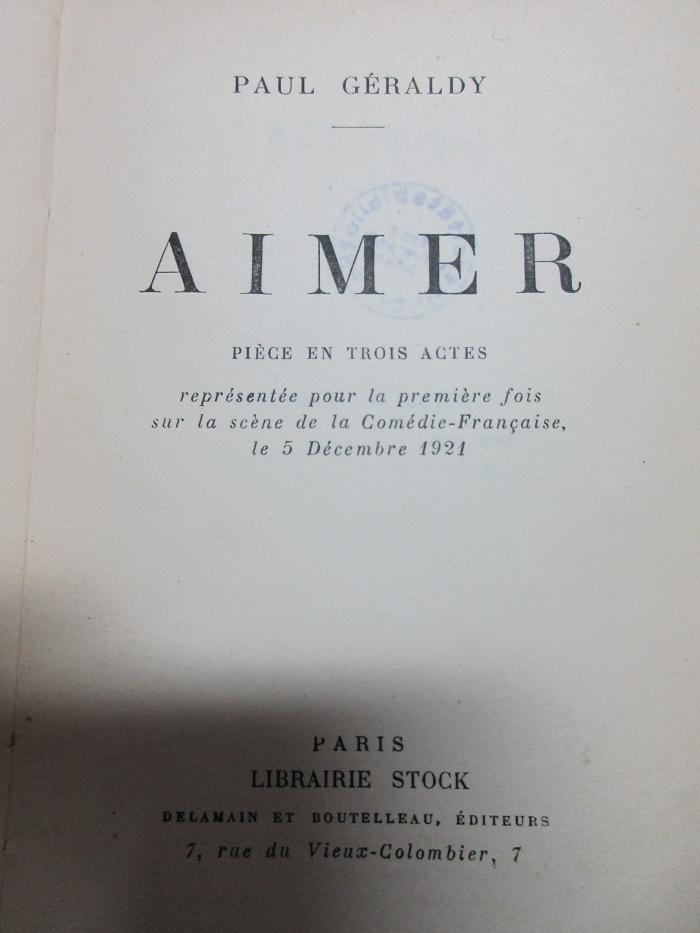 PAUL GÉRALDY
AIMER
PIÈCE EN TROIS ACTES
représentée pour la première fois
sur la scène de la Comédie-Française,
le 5 Décembre 1921
PARIS
LIBRAIRIE STOCK
DELAMAIN ET BOUTELLEAU, ÉDITEURS
7, rue du Vieux-Colombier, 7